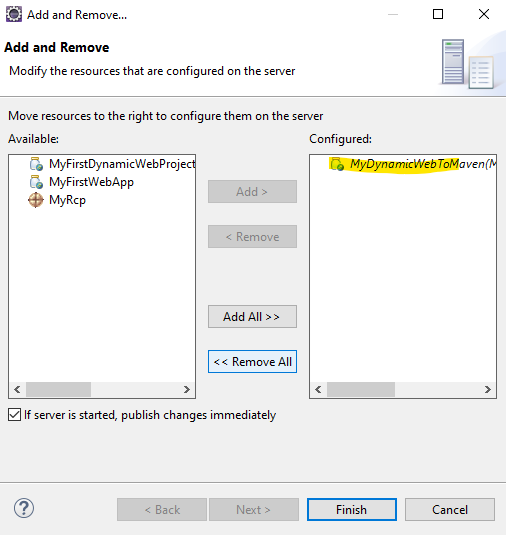 Add and Remove...
Add and Remove
Modify the resources that are configured on the server
Move resources to the right to configure them on the server
Available:
Configured:
MyFirstDynamicWebProject
MyFirstWebApp
MyRcp
MyDynamicWebToMaven(M
Add >
< Remove
Add All >>
<< Remove All
If server is started, publish changes immediately
?
< Back
Next >
Finish
Cancel